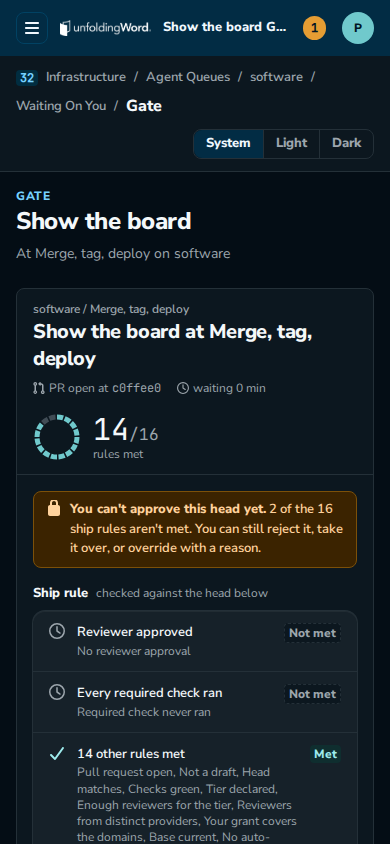 unfoldingWord. Show the board G... 1 P
32 Infrastructure / Agent Queues / software /
Waiting On You / Gate
System Light Dark
GATE
Show the board
At Merge, tag, deploy on software
software / Merge, tag, deploy
Show the board at Merge, tag,
deploy
PR open at c0ffee0 waiting 0 min
14/16
rules met
You can't approve this head yet. 2 of the 16
ship rules aren't met. You can still reject it, take
it over, or override with a reason.
Ship rule checked against the head below
Reviewer approved Not met
No reviewer approval
Every required check ran Not met
Required check never ran
14 other rules met Met
Pull request open, Not a draft, Head
matches, Checks green, Tier declared,
Enough reviewers for the tier, Reviewers
from distinct providers, Your grant covers
the domains, Base current, No auto-